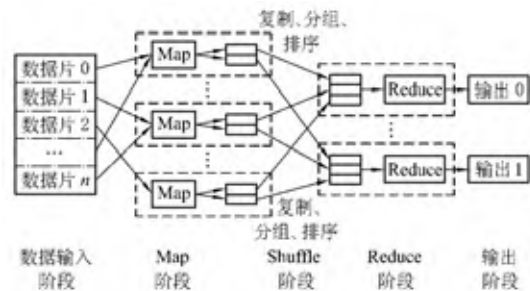 复制、分组、
排序
数据片 0
数据片 1
数据片 2
...
数据片 n
Map
Map
Map
...
...
Reduce
Reduce
...
输出 0
输出 1
复制、
分组、排序
数据输入
阶段
Map
阶段
Shuffle
阶段
Reduce
阶段
输出
阶段